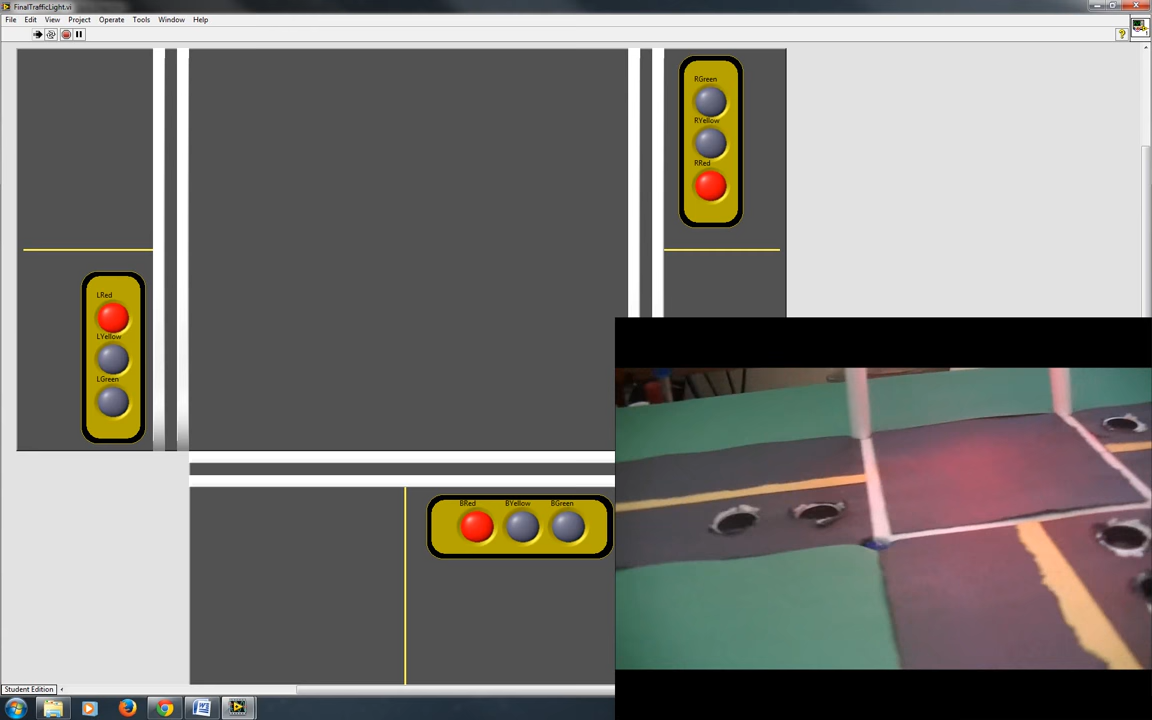 FinalTrafficLight.vi
File Edit View Project Operate Tools Window Help
RGreen
RYellow
RRed
LRed
LYellow
LGreen
BRed BYellow BGreen
Student Edition